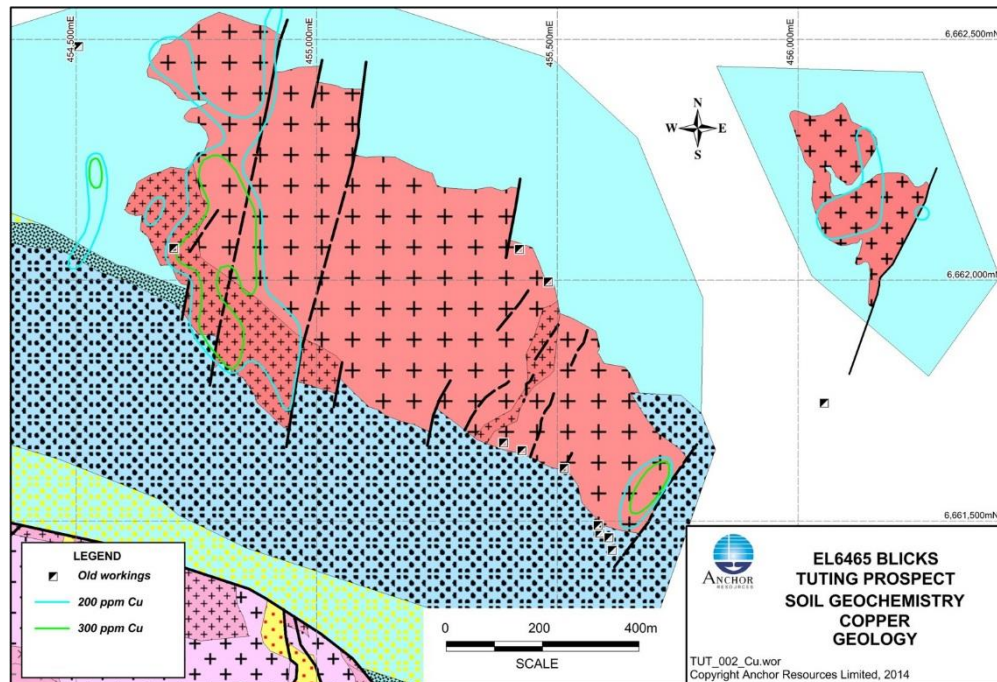 454,500mE
455,000mE
455,500mE
456,000mE
6,662,500mN
N
W E
S
6,662,000mN
6,661,500mN
LEGEND
Old workings
200 ppm Cu
300 ppm Cu
0 200 400m
SCALE
ANCHOR
RESOURCES
EL6465 BLICKS
TUTING PROSPECT
SOIL GEOCHEMISTRY
COPPER
GEOLOGY
TUT_002_Cu.wor
Copyright Anchor Resources Limited, 2014